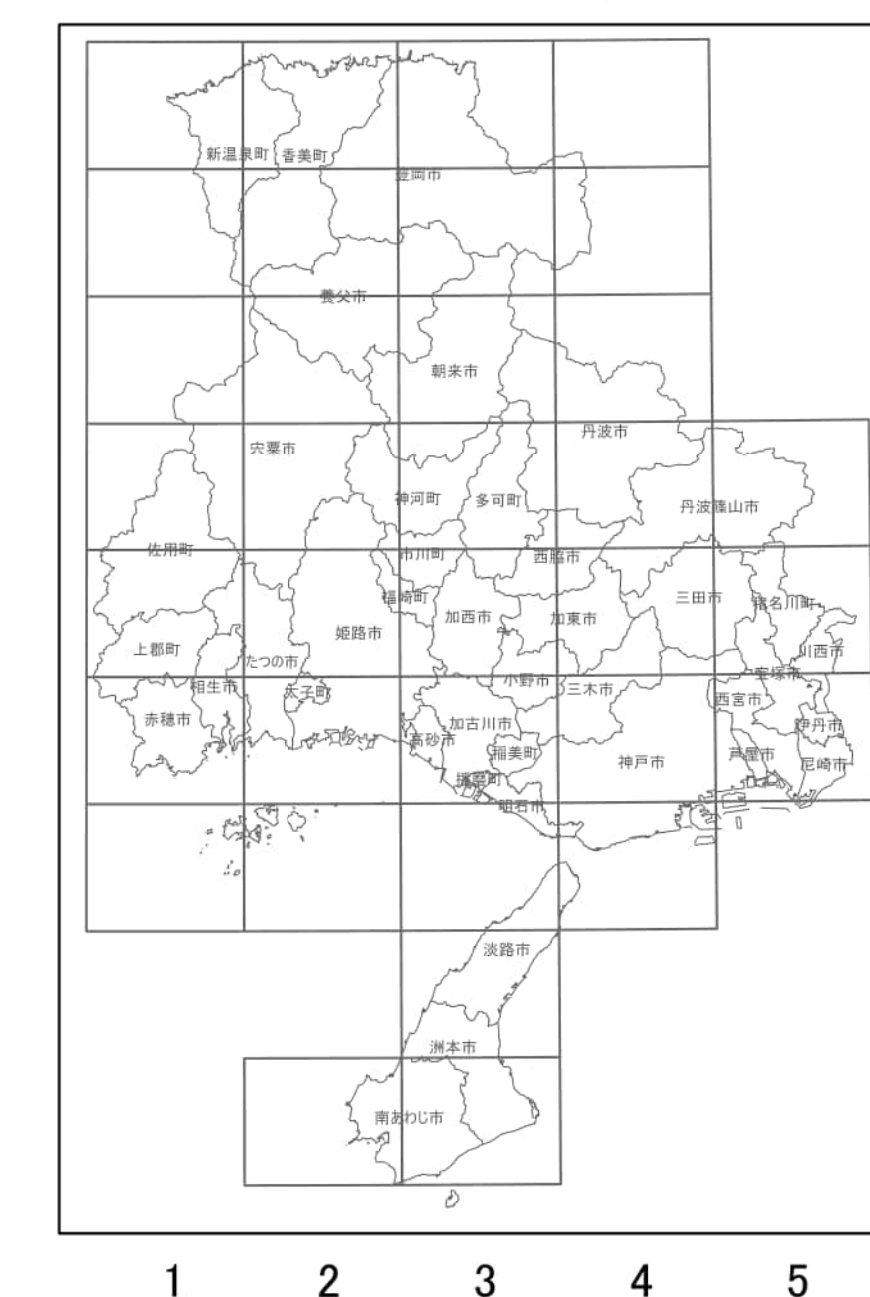 新温泉町
香美町
豊岡市
養父市
朝来市
丹波市
宍粟市
神河町
多可町
丹波篠山市
佐用町
市川町
西脇市
福崎町
加西市
加東市
三田市
猪名川町
姫路市
上郡町
たつの市
川西市
宝塚市
相生市
太子町
小野市
三木市
西宮市
赤穂市
加古川市
高砂市
伊丹市
稲美町
神戸市
芦屋市
尼崎市
播磨町
明石市
淡路市
洲本市
南あわじ市
1 2 3 4 5